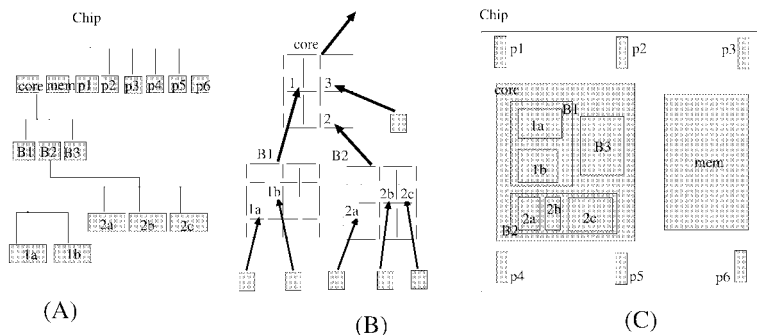 Chip
core mem p1 p2 p3 p4 p5 p6
B1 B2 B3
2a 2b 2c
1a 1b
(A)
core
1 3
2
B1 B2
1b 2b 2c
1a 2a
(B)
Chip
p1 p2 p3
core
B1
1a
B3
1b
mem
2a 2b 2c
B2
p4 p5 p6
(C)